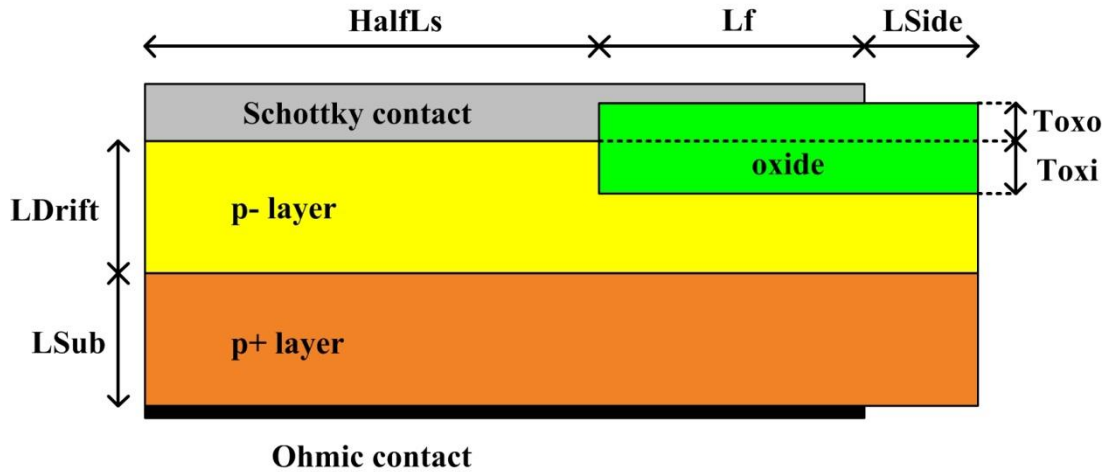 HalfLs
Lf
LSide
Schottky contact
Toxo
oxide
Toxi
LDrift
p- layer
LSub
p+ layer
Ohmic contact